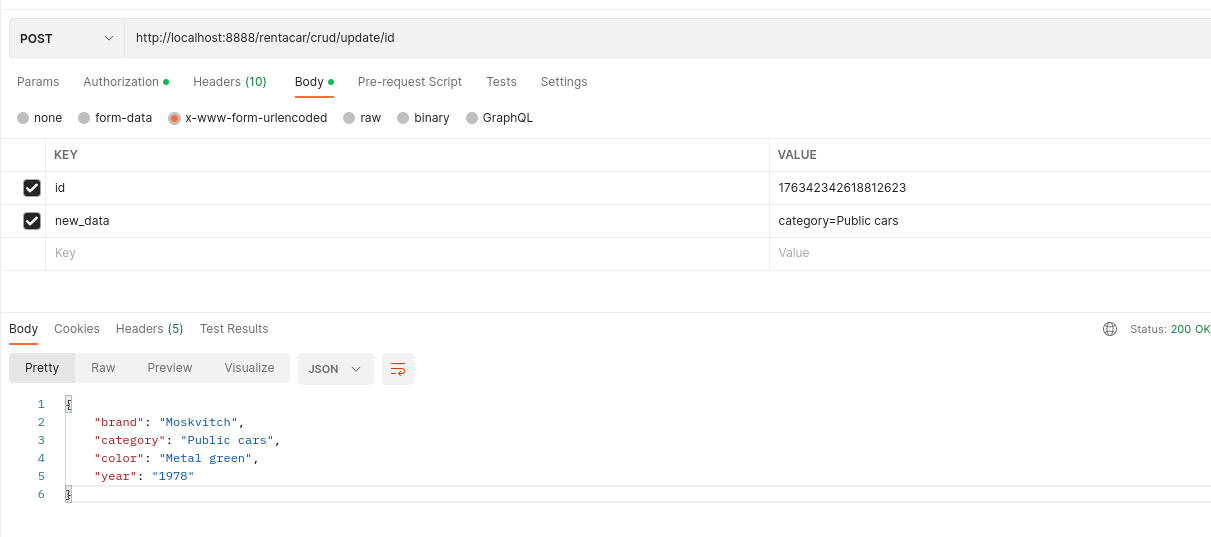 POST http://localhost:8888/rentacar/crud/update/id
Params Authorization Headers (10) Body Pre-request Script Tests Settings
none form-data x-www-form-urlencoded raw binary GraphQL
KEY VALUE
id 176342342618812623
new_data category=Public cars
Key Value
Body Cookies Headers (5) Test Results Status: 200 OK
Pretty Raw Preview Visualize JSON
1 {
2 "brand": "Moskvitch",
3 "category": "Public cars",
4 "color": "Metal green",
5 "year": "1978"
6 }